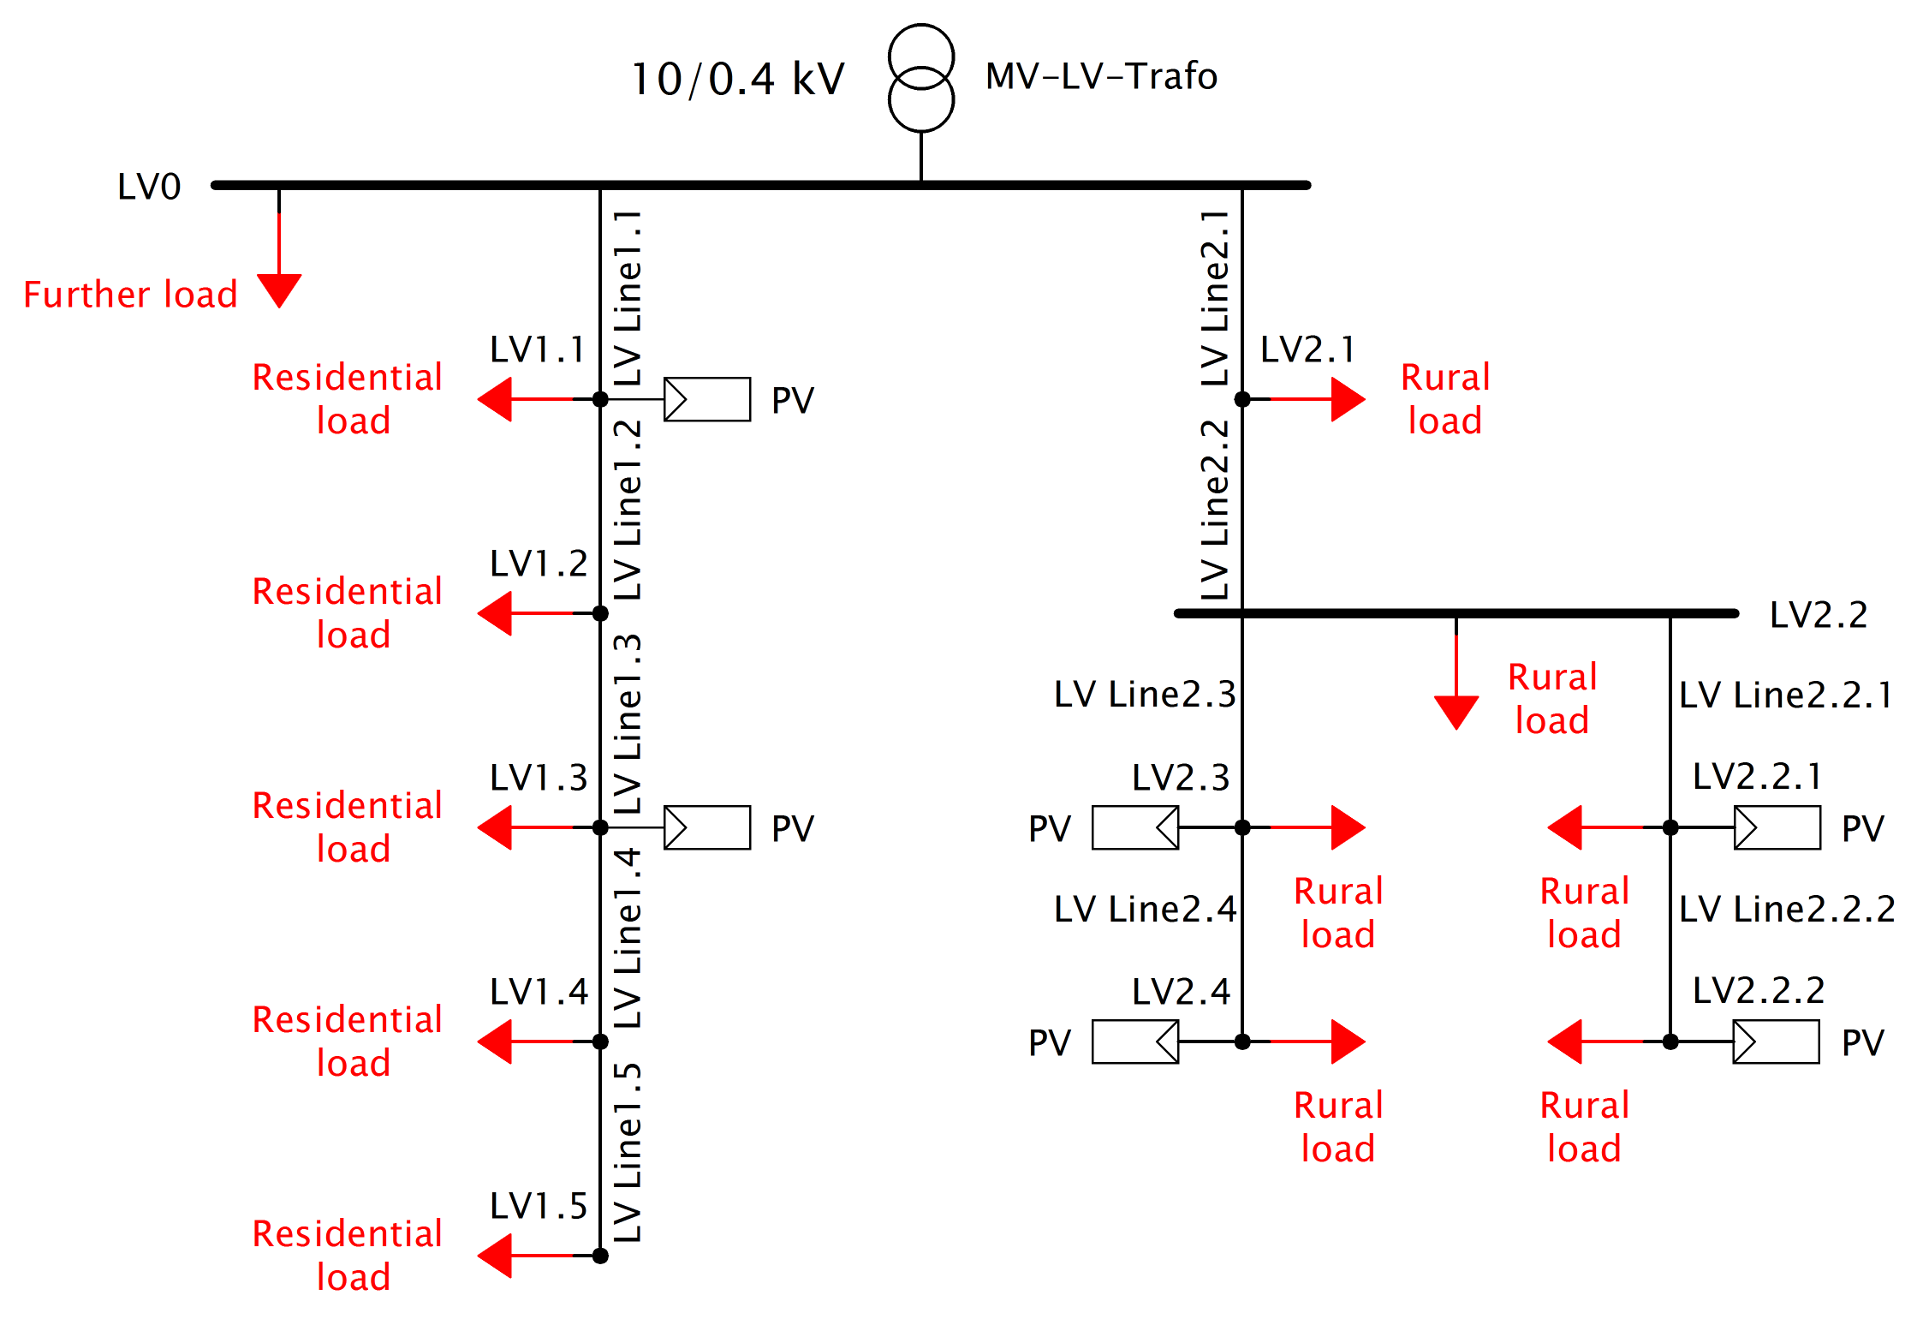 10/0.4 kV
MV-LV-Trafo
LV0
Further load
LV Line1.1
LV1.1
Residential
load
PV
LV Line1.2
LV1.2
Residential
load
LV Line1.3
LV1.3
Residential
load
PV
LV Line1.4
LV1.4
Residential
load
LV Line1.5
LV1.5
Residential
load
LV Line2.1
LV2.1
Rural
load
LV Line2.2
LV2.2
Rural
load
LV Line2.3
LV2.3
PV
Rural
load
LV Line2.4
LV2.4
PV
Rural
load
LV Line2.2.1
LV2.2.1
PV
Rural
load
LV Line2.2.2
LV2.2.2
PV
Rural
load